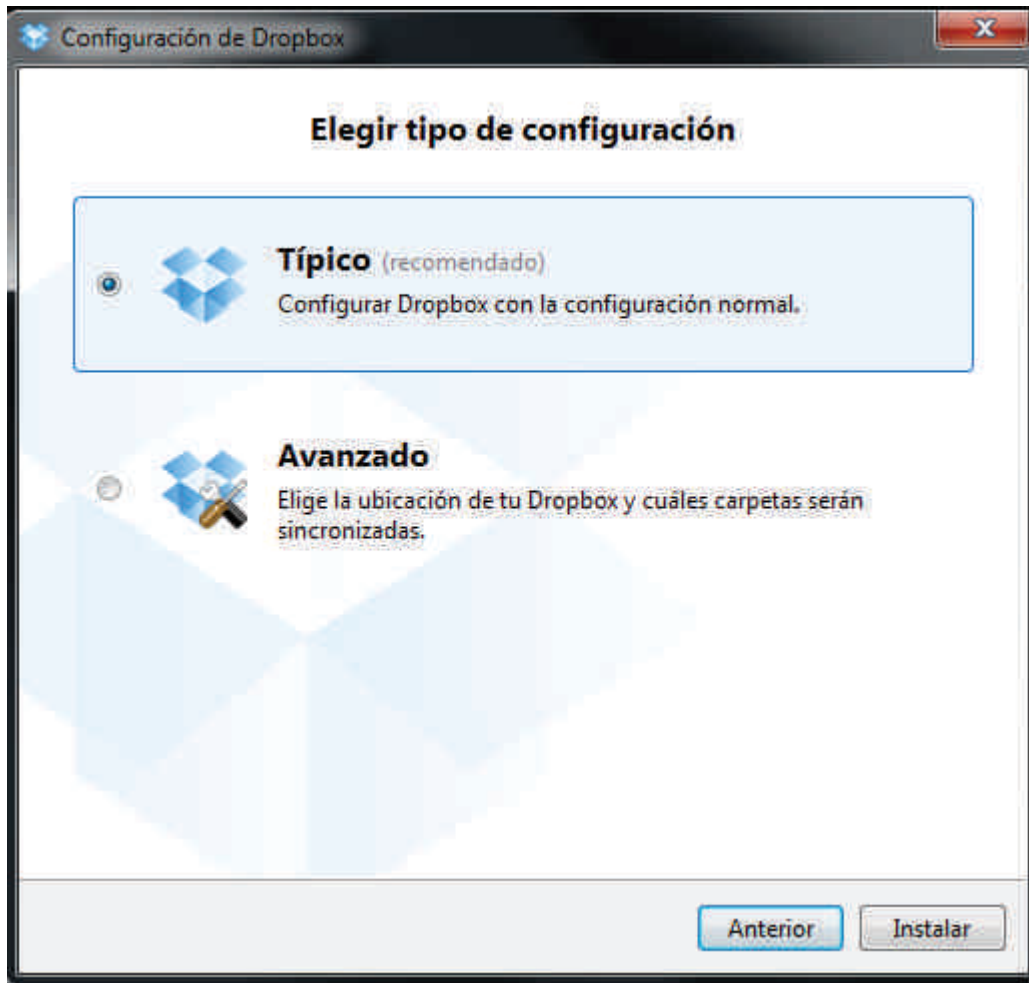 Configuración de Dropbox
Elegir tipo de configuración
Típico (recomendado)
Configurar Dropbox con la configuración normal.
Avanzado
Elige la ubicación de tu Dropbox y cuáles carpetas serán
sincronizadas.
Anterior Instalar